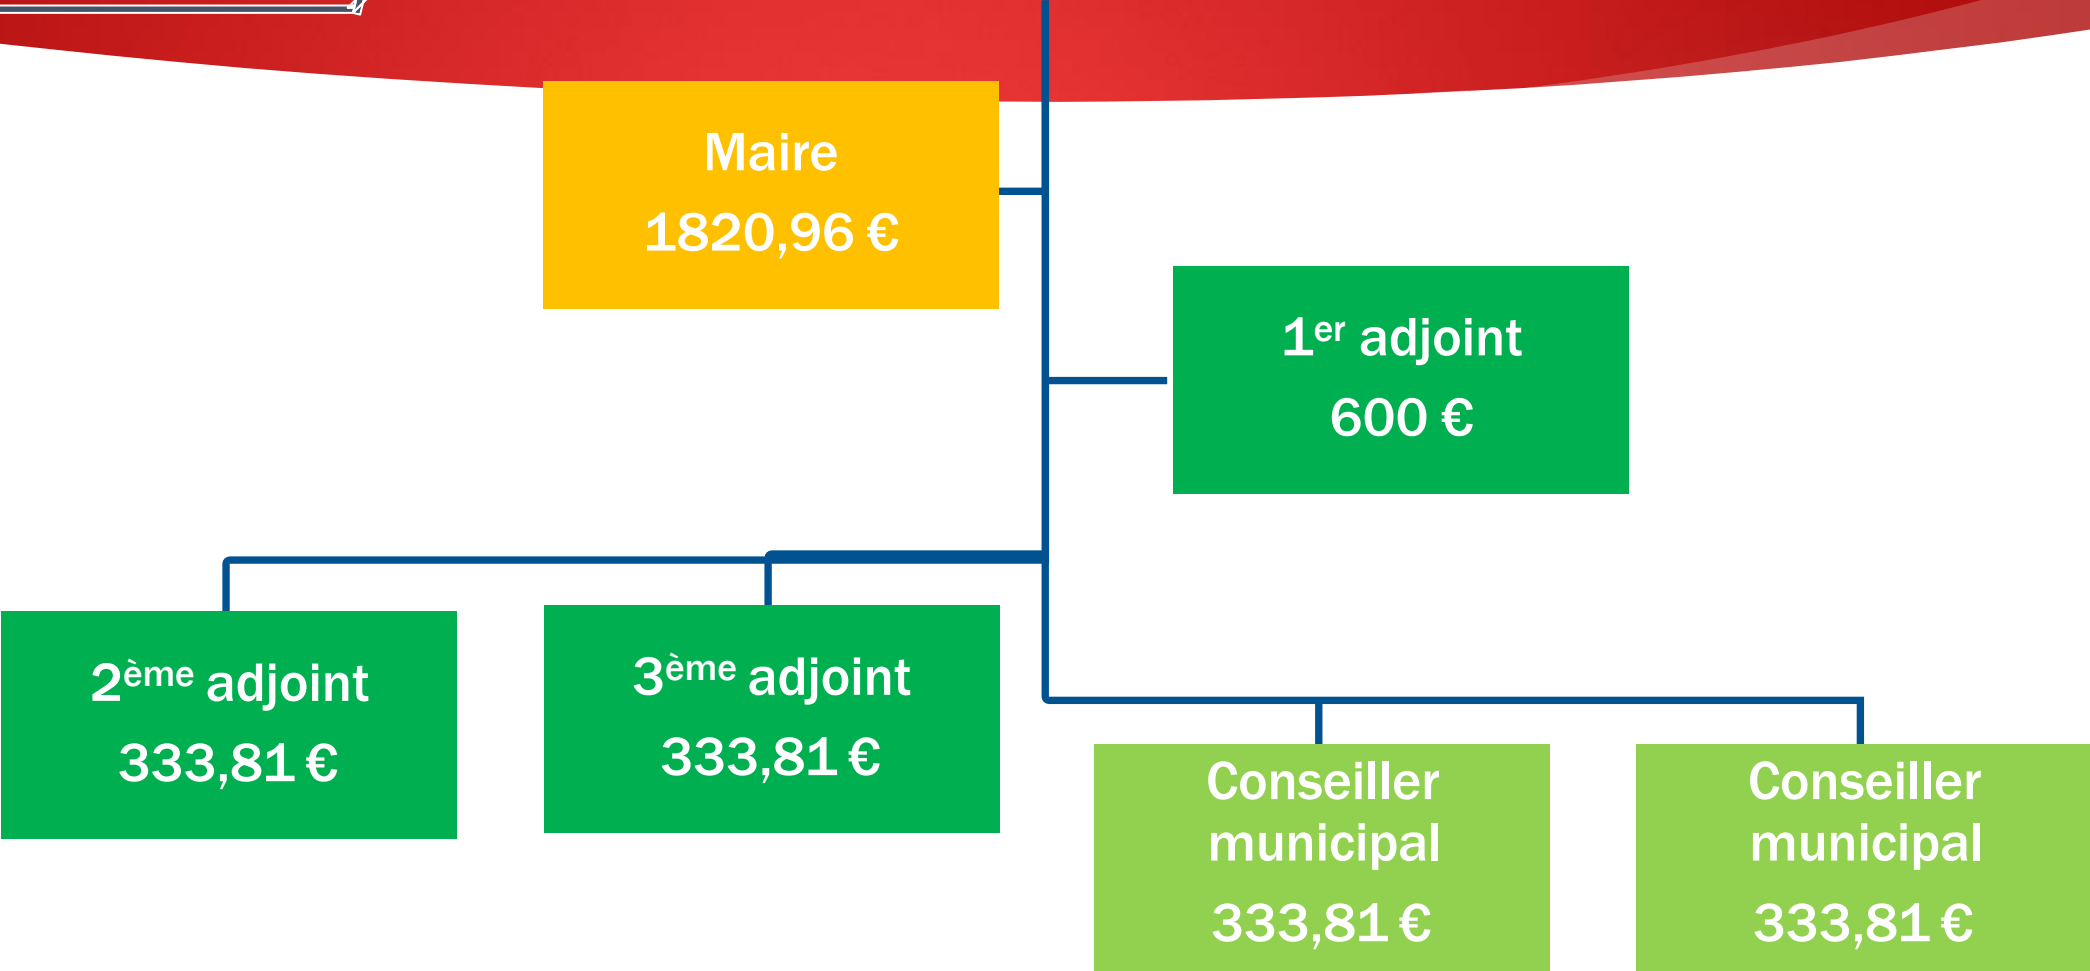 Maire
1820,96 €
1er adjoint
600 €
2ème adjoint
333,81 €
3ème adjoint
333,81 €
Conseiller
municipal
333,81 €
Conseiller
municipal
333,81 €